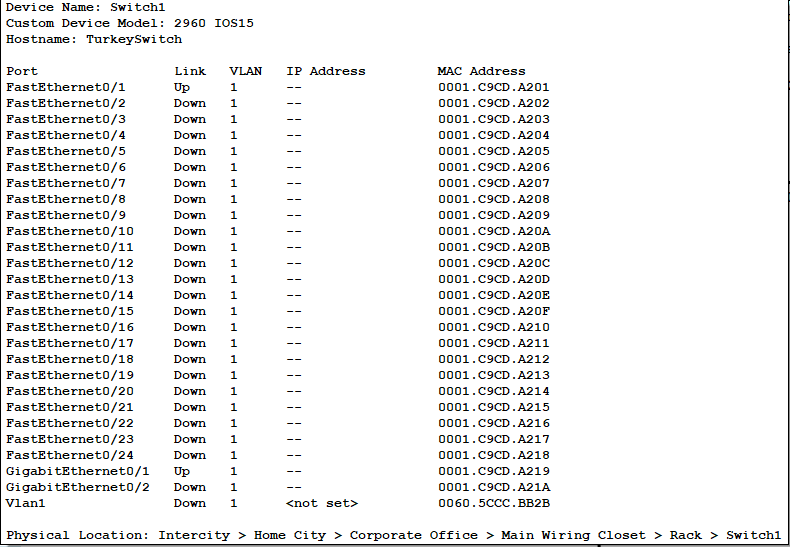 Device Name: Switch1
Custom Device Model: 2960 IOS15
Hostname: TurkeySwitch
Port Link VLAN IP Address MAC Address
FastEthernet0/1 Up 1 -- 0001.C9CD.A201
FastEthernet0/2 Down 1 -- 0001.C9CD.A202
FastEthernet0/3 Down 1 -- 0001.C9CD.A203
FastEthernet0/4 Down 1 -- 0001.C9CD.A204
FastEthernet0/5 Down 1 -- 0001.C9CD.A205
FastEthernet0/6 Down 1 -- 0001.C9CD.A206
FastEthernet0/7 Down 1 -- 0001.C9CD.A207
FastEthernet0/8 Down 1 -- 0001.C9CD.A208
FastEthernet0/9 Down 1 -- 0001.C9CD.A209
FastEthernet0/10 Down 1 -- 0001.C9CD.A20A
FastEthernet0/11 Down 1 -- 0001.C9CD.A20B
FastEthernet0/12 Down 1 -- 0001.C9CD.A20C
FastEthernet0/13 Down 1 -- 0001.C9CD.A20D
FastEthernet0/14 Down 1 -- 0001.C9CD.A20E
FastEthernet0/15 Down 1 -- 0001.C9CD.A20F
FastEthernet0/16 Down 1 -- 0001.C9CD.A210
FastEthernet0/17 Down 1 -- 0001.C9CD.A211
FastEthernet0/18 Down 1 -- 0001.C9CD.A212
FastEthernet0/19 Down 1 -- 0001.C9CD.A213
FastEthernet0/20 Down 1 -- 0001.C9CD.A214
FastEthernet0/21 Down 1 -- 0001.C9CD.A215
FastEthernet0/22 Down 1 -- 0001.C9CD.A216
FastEthernet0/23 Down 1 -- 0001.C9CD.A217
FastEthernet0/24 Down 1 -- 0001.C9CD.A218
GigabitEthernet0/1 Up 1 -- 0001.C9CD.A219
GigabitEthernet0/2 Down 1 -- 0001.C9CD.A21A
Vlan1 Down 1 <not set> 0060.5CCC.BB2B
Physical Location: Intercity > Home City > Corporate Office > Main Wiring Closet > Rack > Switch1